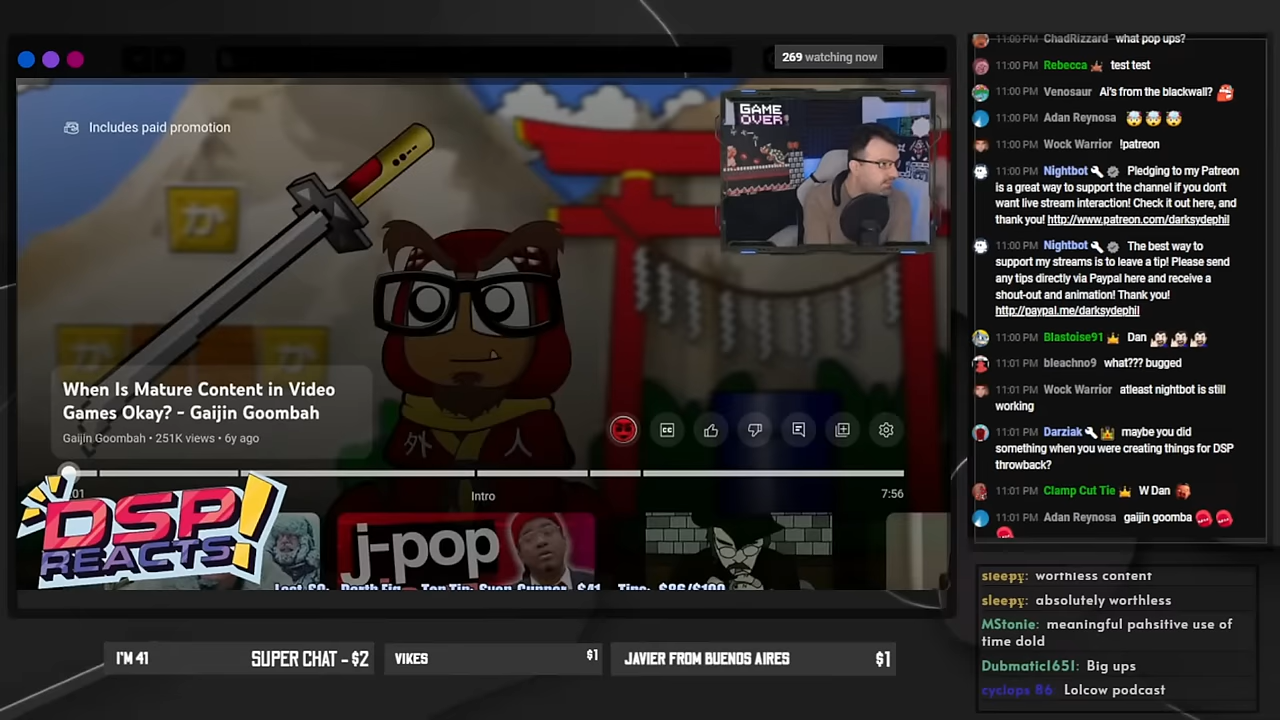 269 watching now
Includes paid promotion
GAME
OVER
か
か
か
外 人
When Is Mature Content in Video
Games Okay? - Gaijin Goombah
Gaijin Goombah • 251K views • 6y ago
CC
:01
Intro
7:56
DSP
REACTS!
j-pop
$41
$86/$100
I'M 41
SUPER CHAT - $2
VIKES
$1
JAVIER FROM BUENOS AIRES
$1
11:00 PM ChadRizzard what pop ups?
11:00 PM Rebecca test test
11:00 PM Venosaur Ai's from the blackwall?
11:00 PM Adan Reynosa
11:00 PM Wock Warrior !patreon
11:00 PM Nightbot Pledging to my Patreon
is a great way to support the channel if you don't
want live stream interaction! Check it out here, and
thank you! http://www.patreon.com/darksydephil
11:00 PM Nightbot The best way to
support my streams is to leave a tip! Please send
any tips directly via Paypal here and receive a
shout-out and animation! Thank you!
http://paypal.me/darksydephil
11:00 PM Blastoise91 Dan
11:01 PM bleachno9 what??? bugged
11:01 PM Wock Warrior atleast nightbot is still
working
11:01 PM Darziak maybe you did
something when you were creating things for DSP
throwback?
11:01 PM Clamp Cut Tie W Dan
11:01 PM Adan Reynosa gaijin goomba
sleepy: worthless content
sleepy: absolutely worthless
MStonie: meaningful pahsitive use of
time dold
Dubmatic1651: Big ups
cyclops 86 Lolcow podcast